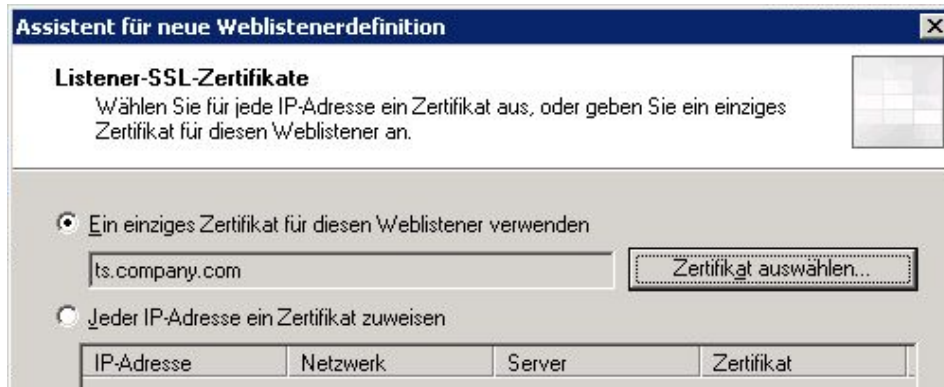 Assistent für neue Weblistenerdefinition
Listener-SSL-Zertifikate
Wählen Sie für jede IP-Adresse ein Zertifikat aus, oder geben Sie ein einziges
Zertifikat für diesen Weblistener an.
Ein einziges Zertifikat für diesen Weblistener verwenden
ts.company.com
Zertifikat auswählen...
Jeder IP-Adresse ein Zertifikat zuweisen
IP-Adresse Netzwerk Server Zertifikat